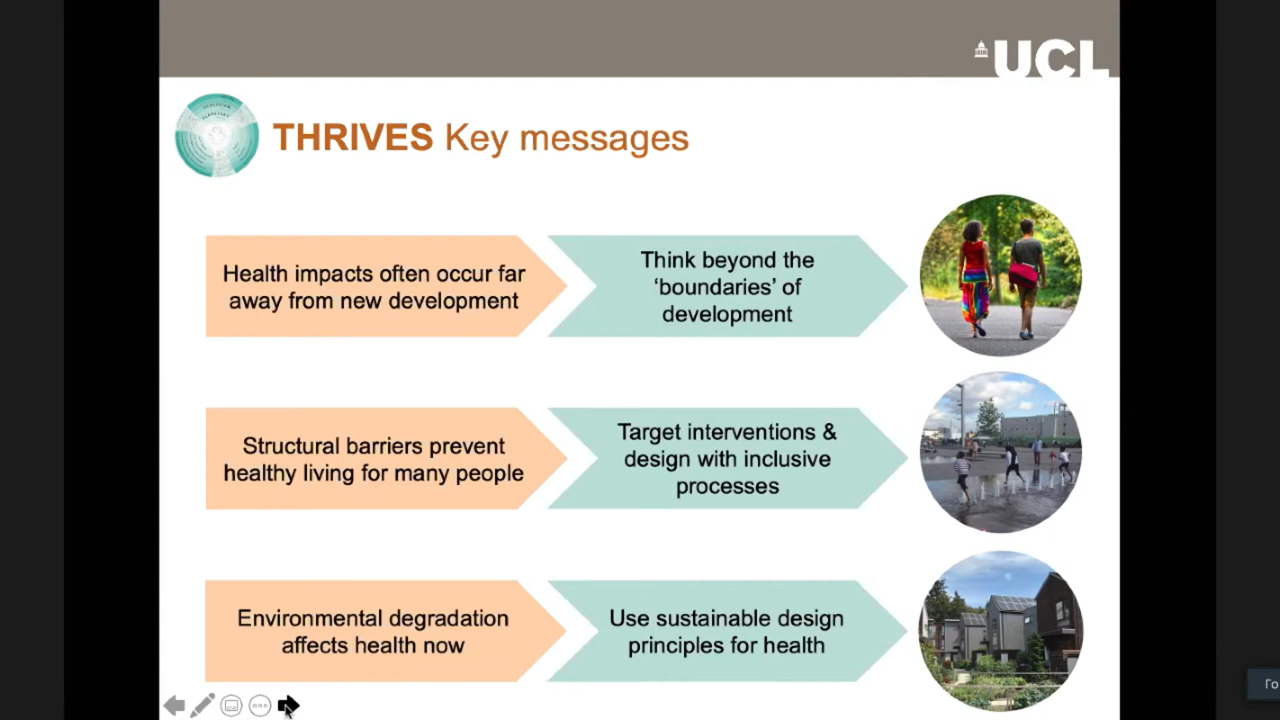 UCL
THRIVES Key messages
Health impacts often occur far
away from new development
Think beyond the
‘boundaries’ of
development
Structural barriers prevent
healthy living for many people
Target interventions &
design with inclusive
processes
Environmental degradation
affects health now
Use sustainable design
principles for health
Го